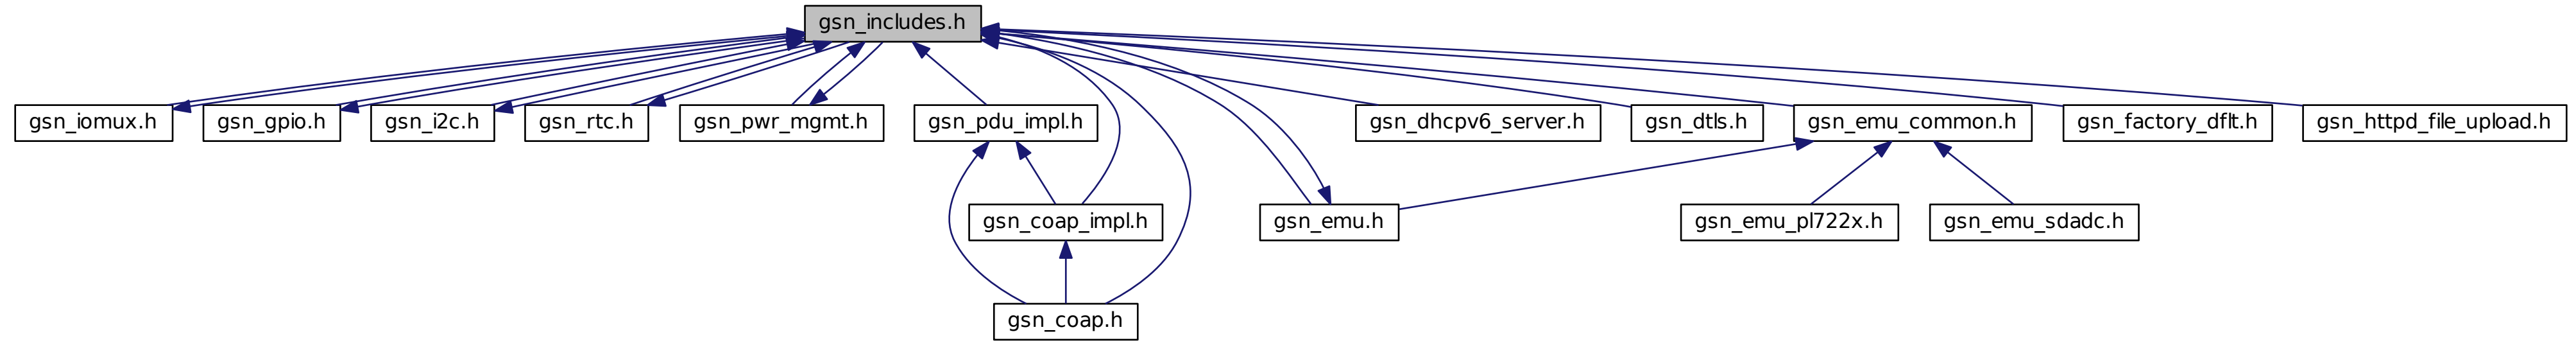 gsn_includes.h
gsn_iomux.h
gsn_gpio.h
gsn_i2c.h
gsn_rtc.h
gsn_pwr_mgmt.h
gsn_pdu_impl.h
gsn_dhcpv6_server.h
gsn_dtls.h
gsn_emu_common.h
gsn_factory_dflt.h
gsn_httpd_file_upload.h
gsn_coap_impl.h
gsn_emu.h
gsn_emu_pl722x.h
gsn_emu_sdadc.h
gsn_coap.h